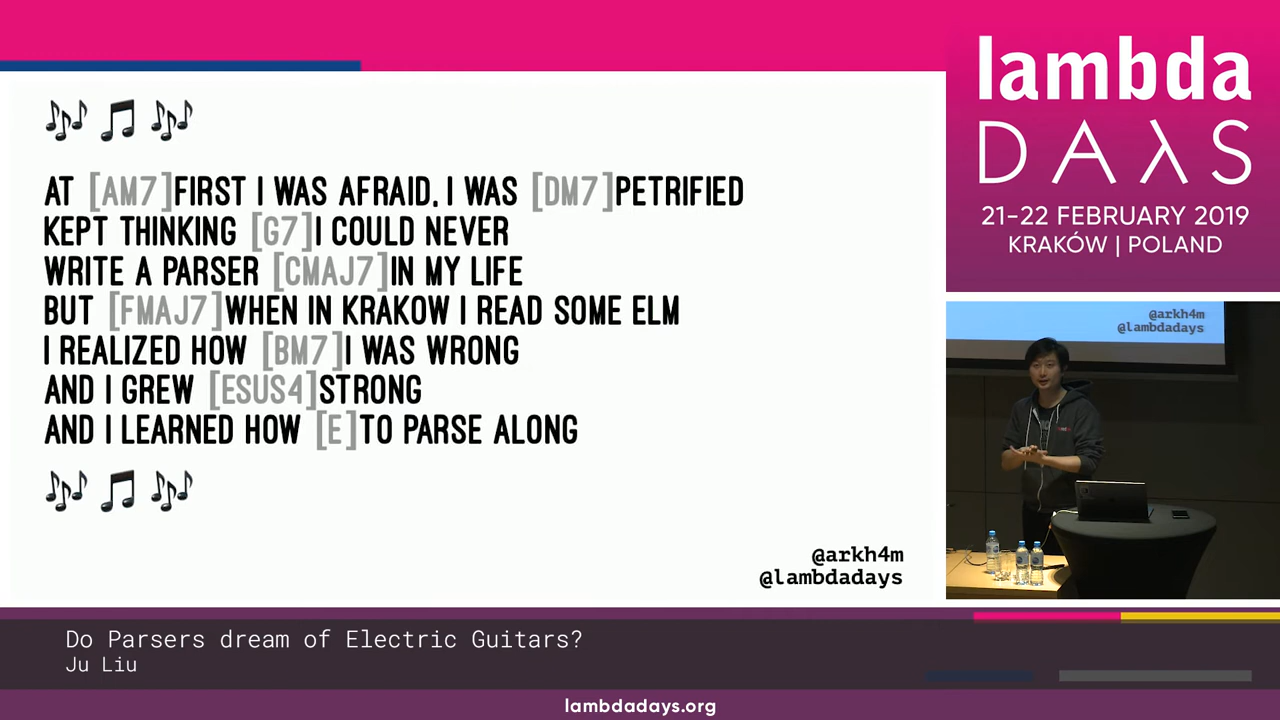 AT [AM7]FIRST I WAS AFRAID, I WAS [DM7]PETRIFIED
KEPT THINKING [G7]I COULD NEVER
WRITE A PARSER [CMAJ7]IN MY LIFE
BUT [FMAJ7]WHEN IN KRAKOW I READ SOME ELM
I REALIZED HOW [BM7]I WAS WRONG
AND I GREW [ESUS4]STRONG
AND I LEARNED HOW [E]TO PARSE ALONG
@arkh4m
@lambdadays
lambda
DAλS
21-22 FEBRUARY 2019
KRAKÓW | POLAND
@arkh4m
@lambdadays
Do Parsers dream of Electric Guitars?
Ju Liu
lambdadays.org